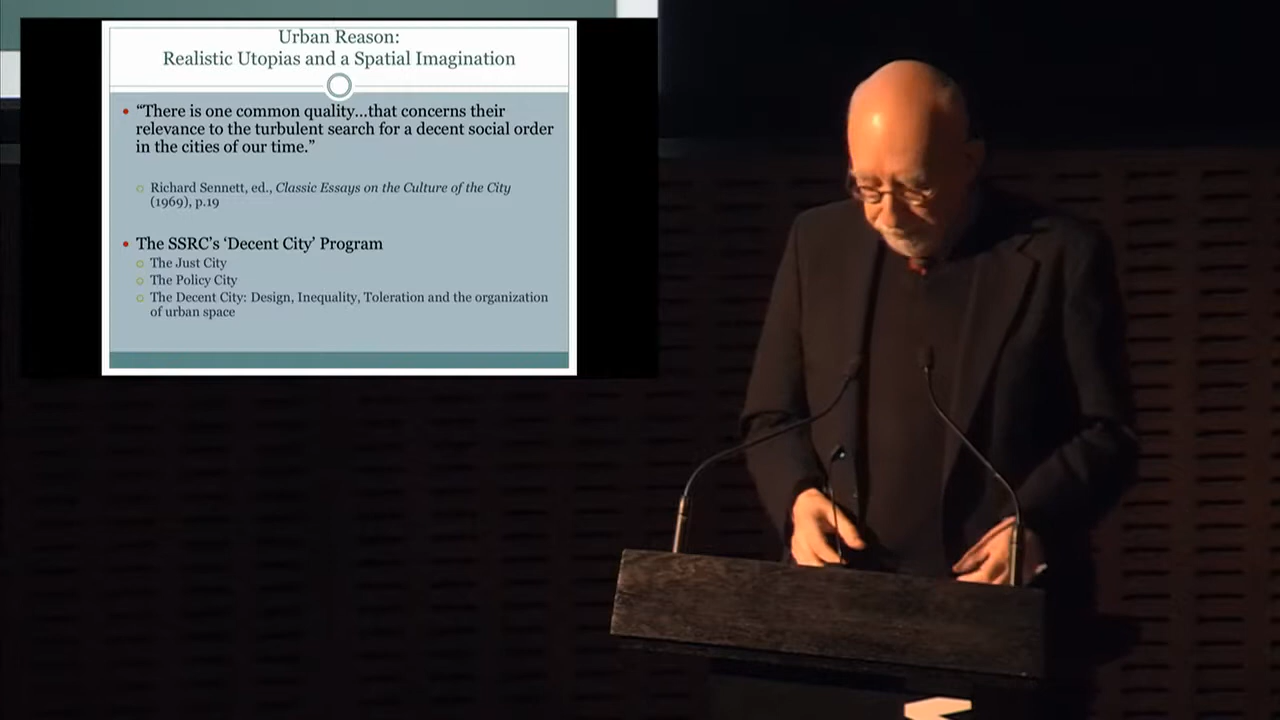 Urban Reason:
Realistic Utopias and a Spatial Imagination
“There is one common quality...that concerns their
relevance to the turbulent search for a decent social order
in the cities of our time.”
Richard Sennett, ed., Classic Essays on the Culture of the City
(1969), p.19
The SSRC’s ‘Decent City’ Program
The Just City
The Policy City
The Decent City: Design, Inequality, Toleration and the organization
of urban space